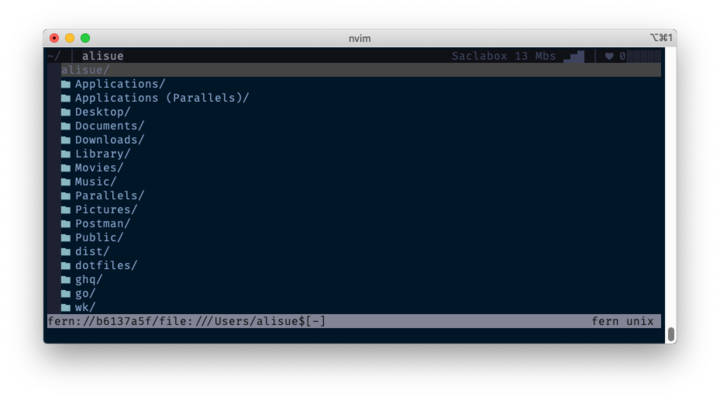 nvim
⌥⌘1
~/ | alisue Saclabox 13 Mbs | ♥ 0
alisue/
Applications/
Applications (Parallels)/
Desktop/
Documents/
Downloads/
Library/
Movies/
Music/
Parallels/
Pictures/
Postman/
Public/
dist/
dotfiles/
ghq/
go/
wk/
fern://b6137a5f/file:///Users/alisue$[-] fern unix